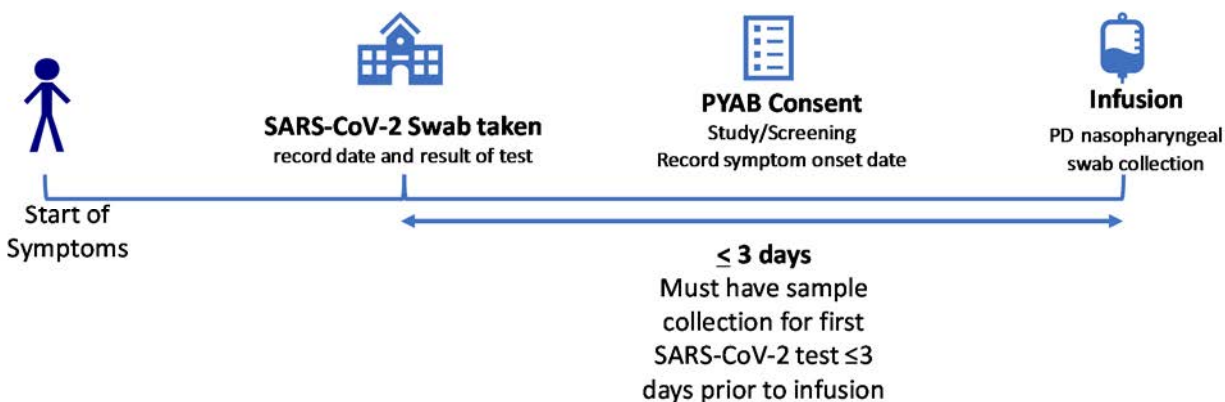 SARS-CoV-2 Swab taken
record date and result of test
PYAB Consent
Study/Screening
Record symptom onset date
Infusion
PD nasopharyngeal
swab collection
Start of
Symptoms
≤ 3 days
Must have sample
collection for first
SARS-CoV-2 test ≤3
days prior to infusion